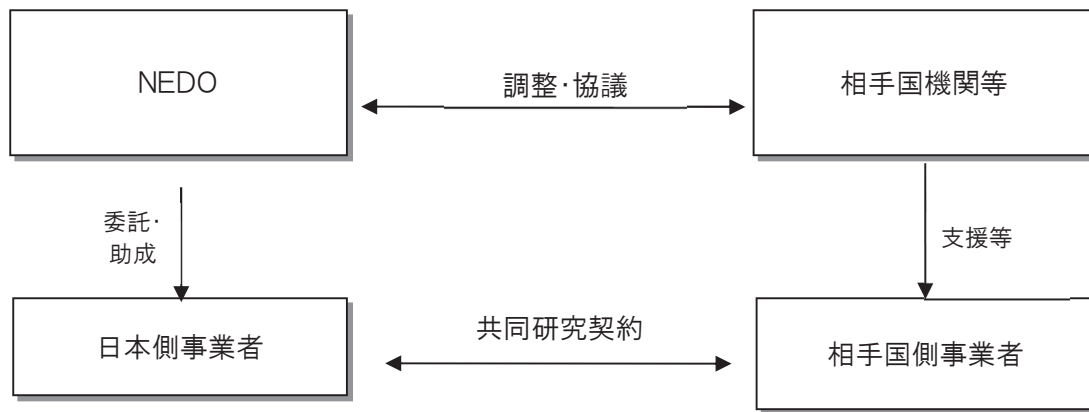 NEDO
調整・協議
相手国機関等
委託・
助成
支援等
日本側事業者
共同研究契約
相手国側事業者